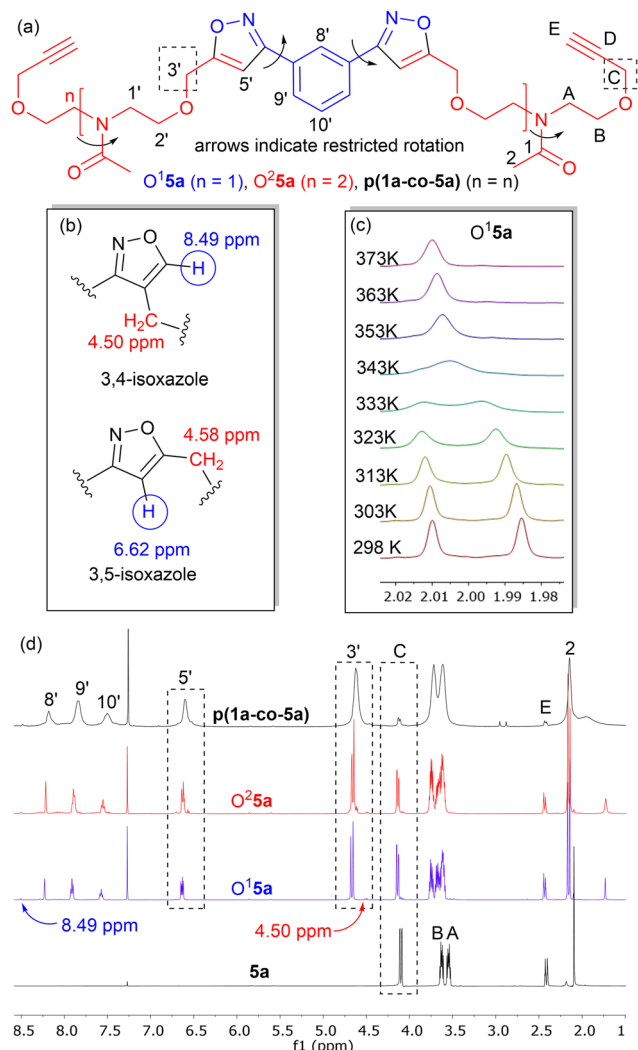 (a)
O
N
N
O
8'
E
D
3'
5'
9'
10'
C
O
n
1'
O
2'
N
O
arrows indicate restricted rotation
O
N
A
O
B
2
1
O
O¹5a (n = 1), O²5a (n = 2), p(1a-co-5a) (n = n)
(b)
N
O
8.49 ppm
H
H₂C
4.50 ppm
3,4-isoxazole
4.58 ppm
N
O
CH₂
H
6.62 ppm
3,5-isoxazole
(c)
O¹5a
373K
363K
353K
343K
333K
323K
313K
303K
298 K
2.02 2.01 2.00 1.99 1.98
(d)
8'
9'
10'
5'
3'
C
2
p(1a-co-5a)
E
O²5a
O¹5a
8.49 ppm
4.50 ppm
5a
B A
8.5 8.0 7.5 7.0 6.5 6.0 5.5 5.0 4.5 4.0 3.5 3.0 2.5 2.0 1
f1 (ppm)